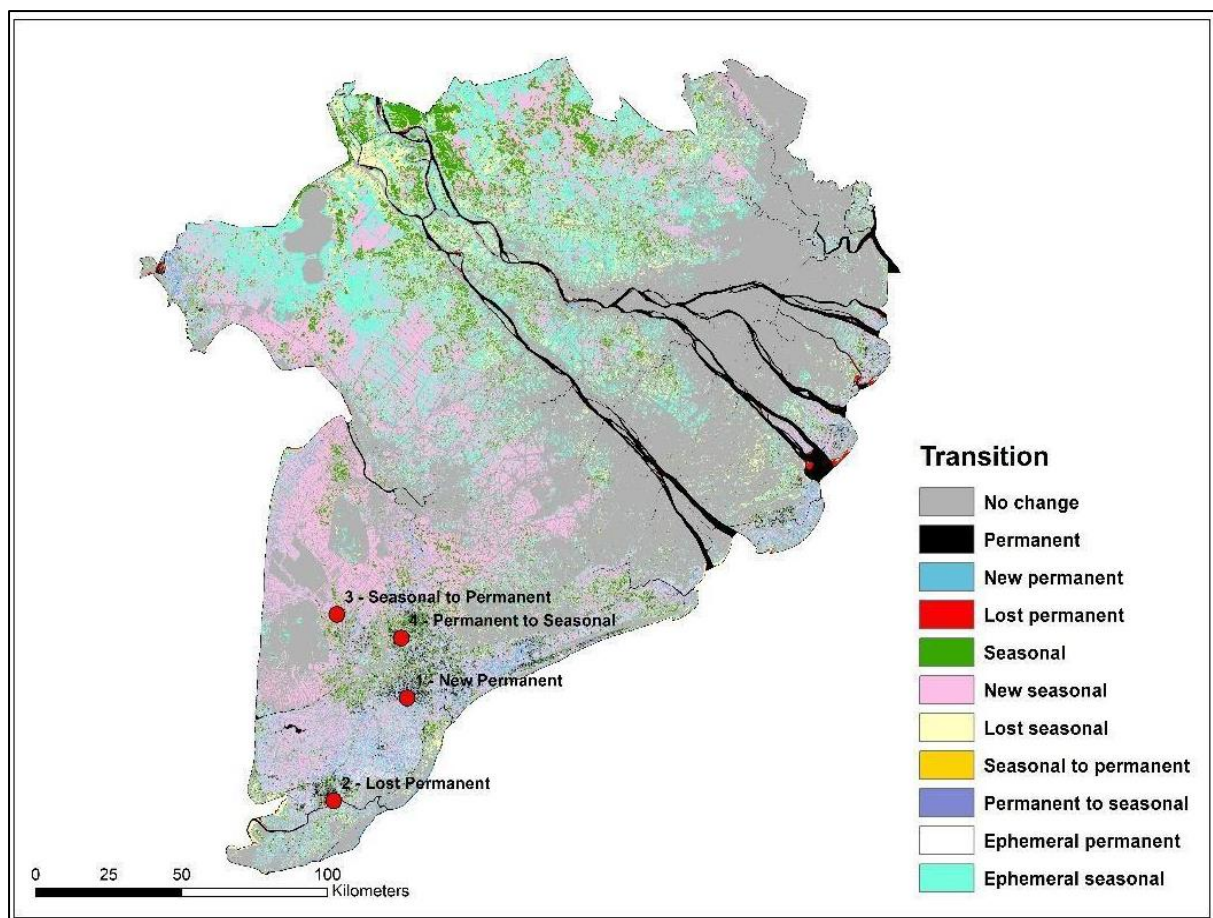 3 - Seasonal to Permanent
4 - Permanent to Seasonal
1 - New Permanent
2 - Lost Permanent
0 25 50 100
Kilometers
Transition
No change
Permanent
New permanent
Lost permanent
Seasonal
New seasonal
Lost seasonal
Seasonal to permanent
Permanent to seasonal
Ephemeral permanent
Ephemeral seasonal